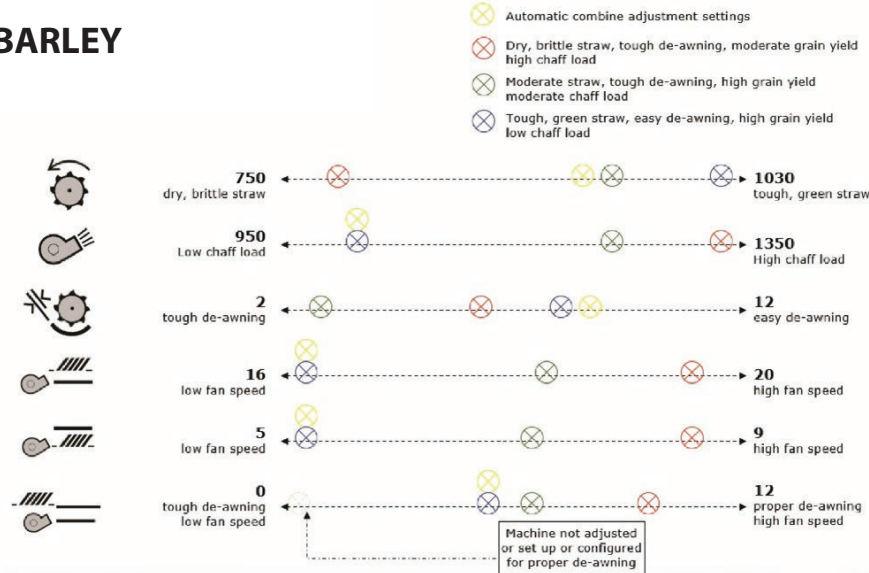 BARLEY
Automatic combine adjustment settings
Dry, brittle straw, tough de-awning, moderate grain yield
high chaff load
Moderate straw, tough de-awning, high grain yield
moderate chaff load
Tough, green straw, easy de-awning, high grain yield
low chaff load
750
dry, brittle straw
1030
tough, green straw
950
Low chaff load
1350
High chaff load
2
tough de-awning
12
easy de-awning
16
low fan speed
20
high fan speed
5
low fan speed
9
high fan speed
0
tough de-awning
low fan speed
12
proper de-awning
high fan speed
Machine not adjusted
or set up or configured
for proper de-awning